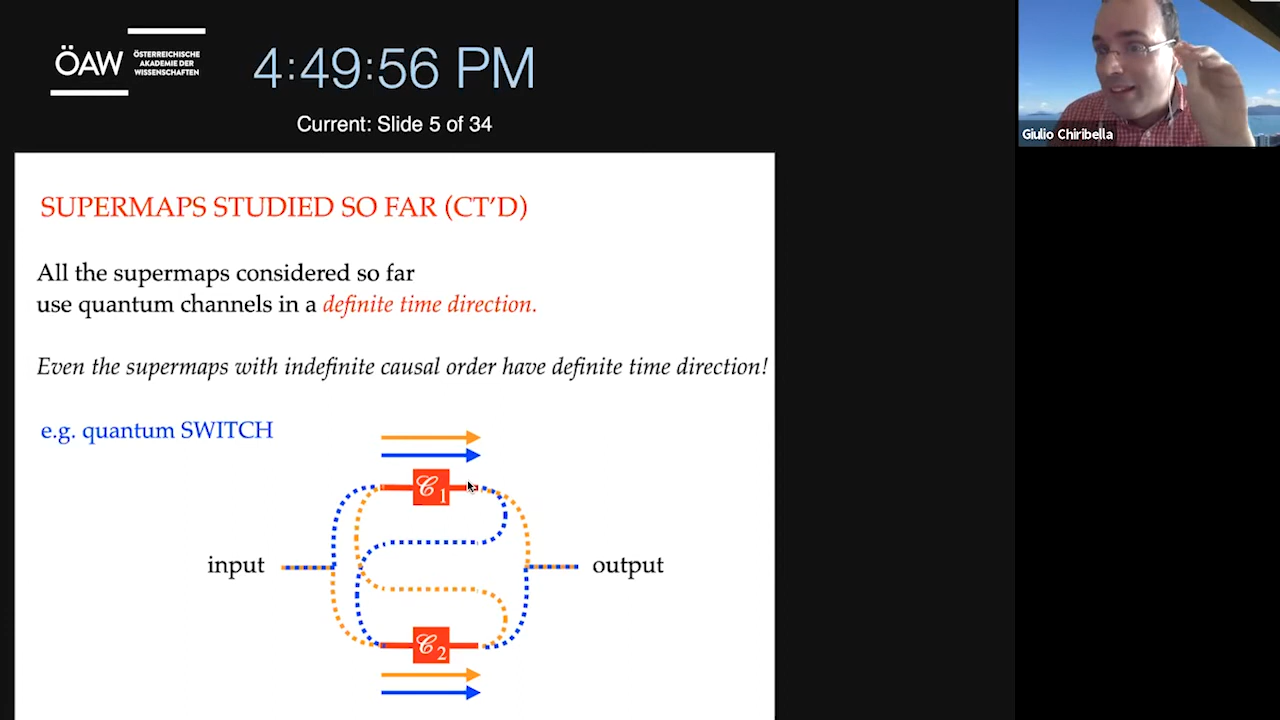 ÖAW
ÖSTERREICHISCHE
AKADEMIE DER
WISSENSCHAFTEN
4:49:56 PM
Current: Slide 5 of 34
Giulio Chiribella
SUPERMAPS STUDIED SO FAR (CT'D)
All the supermaps considered so far
use quantum channels in a definite time direction.
Even the supermaps with indefinite causal order have definite time direction!
e.g. quantum SWITCH
𝒞1
input
output
𝒞2